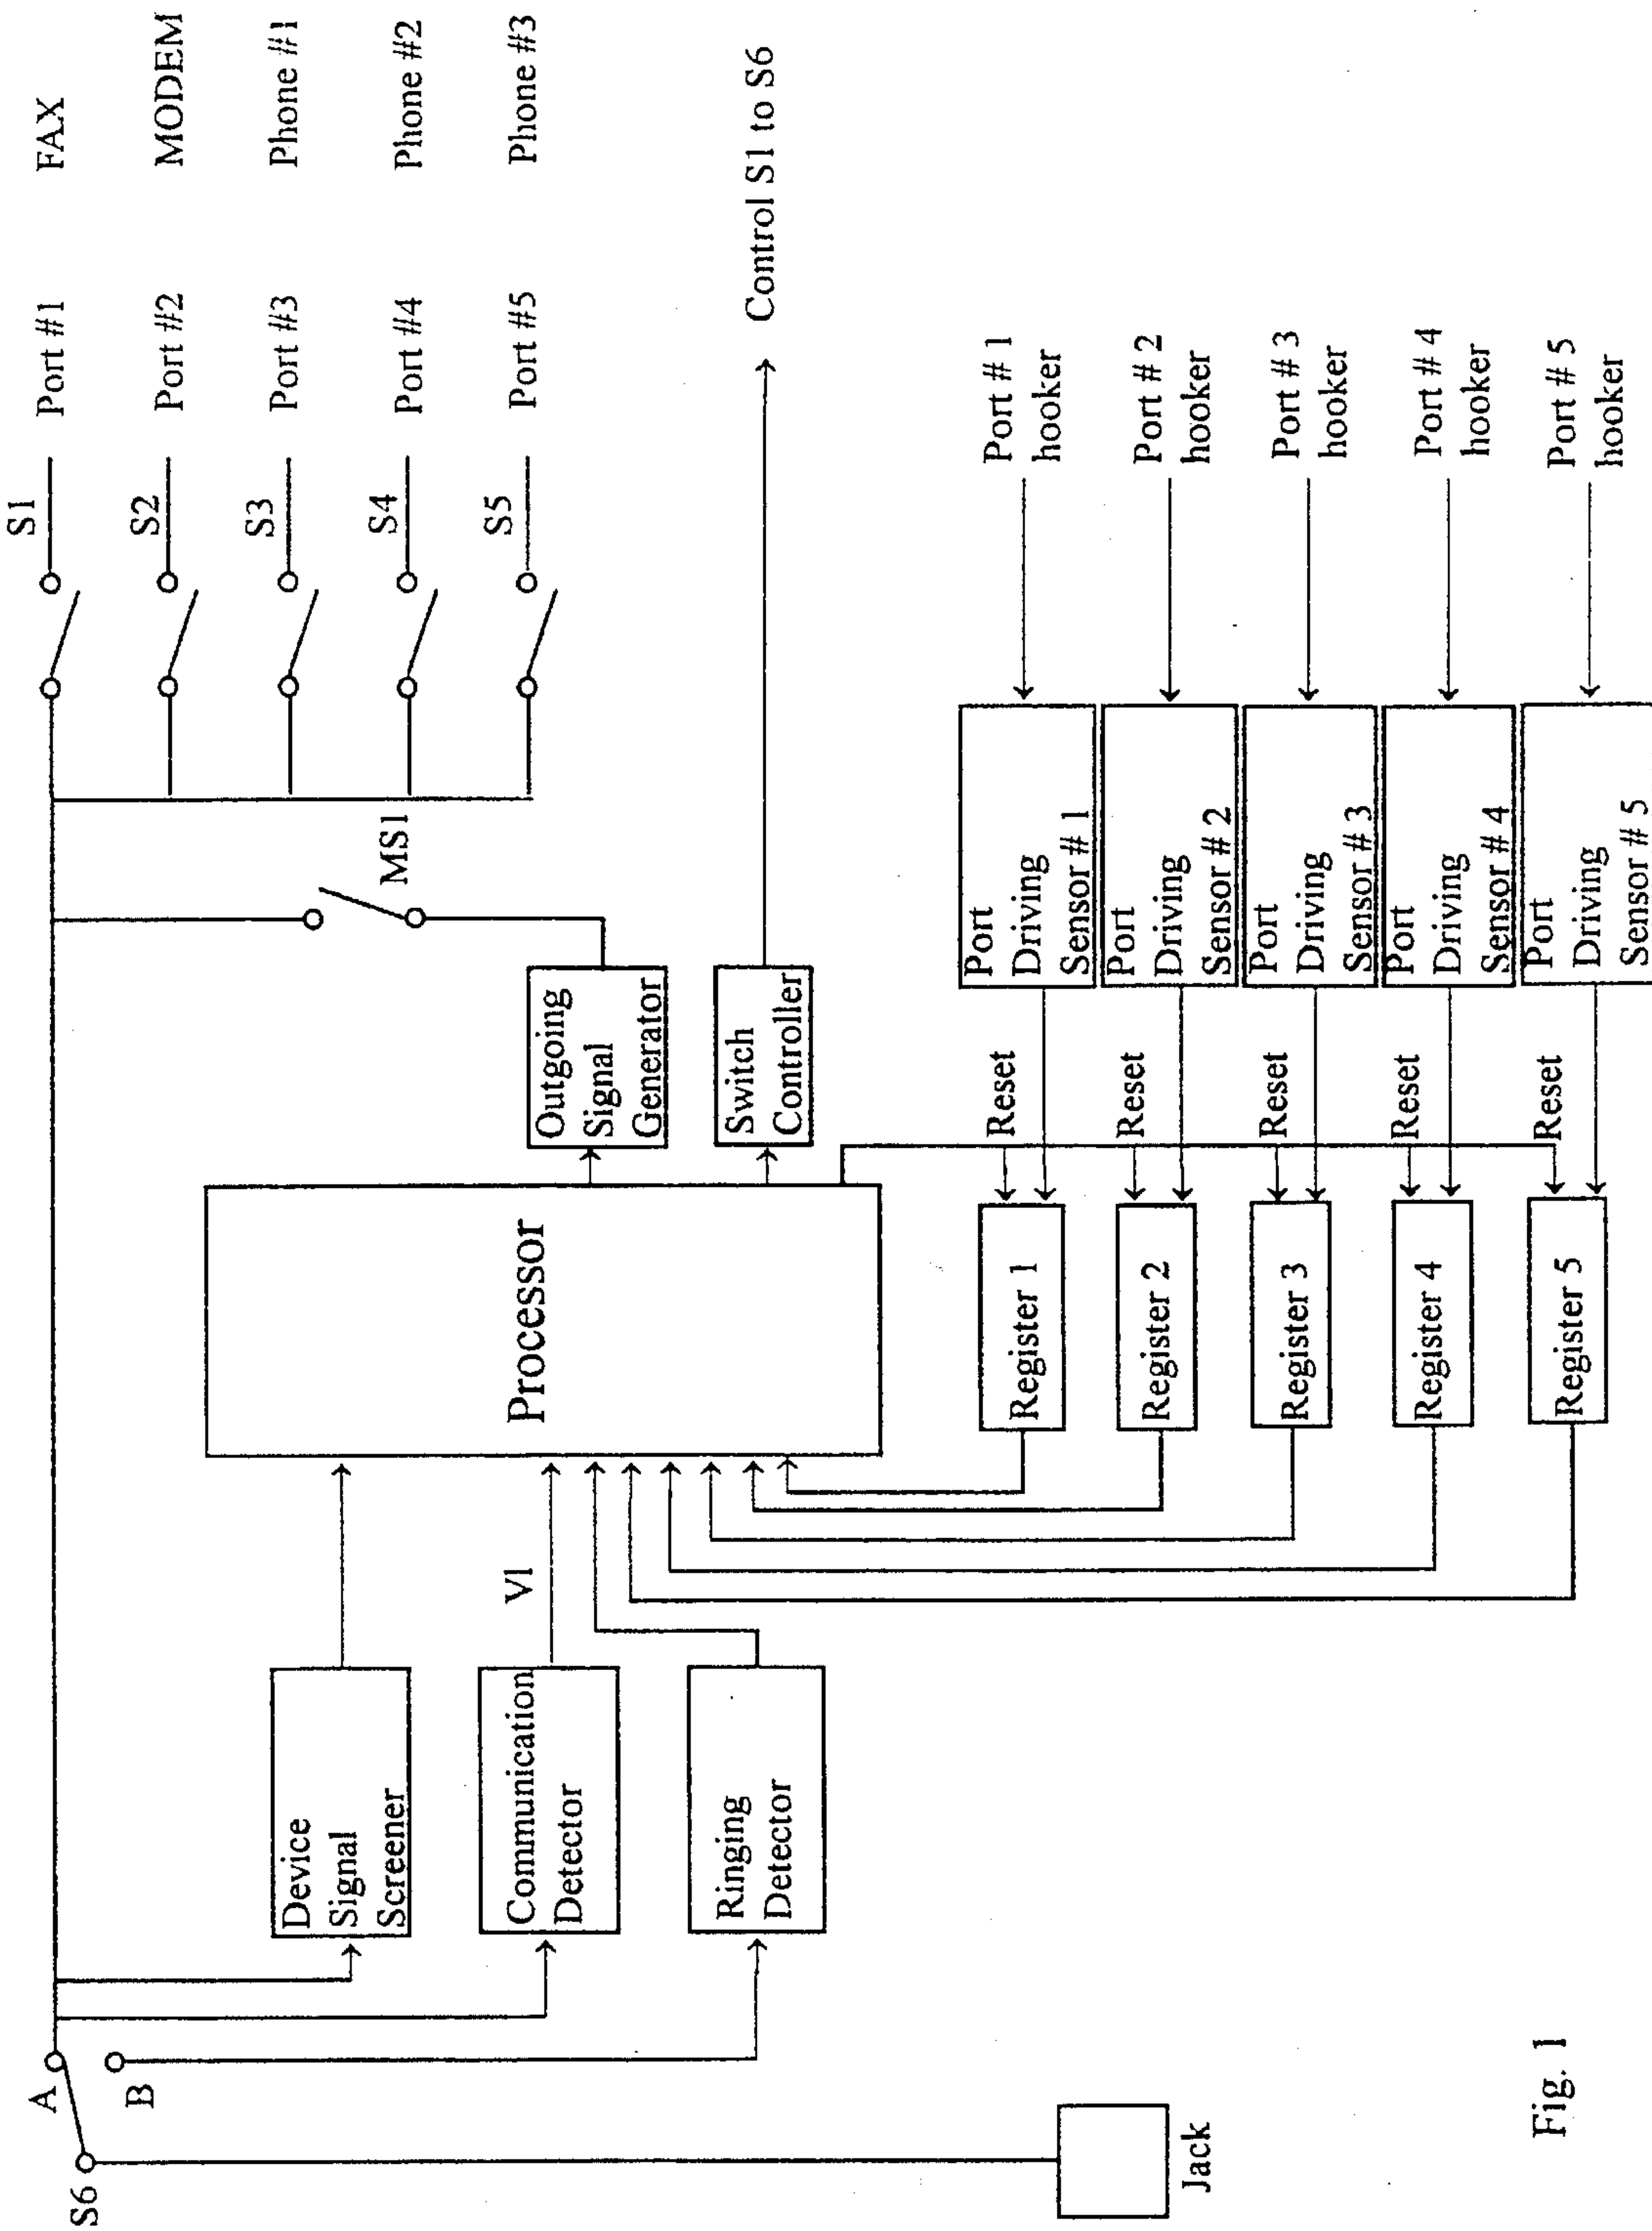 S1
Port #1
FAX
S2
Port #2
MODEM
S3
Port #3
Phone #1
S4
Port #4
Phone #2
S5
Port #5
Phone #3
MS1
S6
A
B
Jack
Device
Signal
Screener
Communication
Detector
V1
Ringing
Detector
Processor
Outgoing
Signal
Generator
Switch
Controller
Control S1 to S6
Register 1
Reset
Port
Driving
Sensor # 1
Port # 1
hooker
Register 2
Reset
Port
Driving
Sensor # 2
Port # 2
hooker
Register 3
Reset
Port
Driving
Sensor # 3
Port # 3
hooker
Register 4
Reset
Port
Driving
Sensor # 4
Port # 4
hooker
Register 5
Reset
Port
Driving
Sensor # 5
Port # 5
hooker
Fig. 1